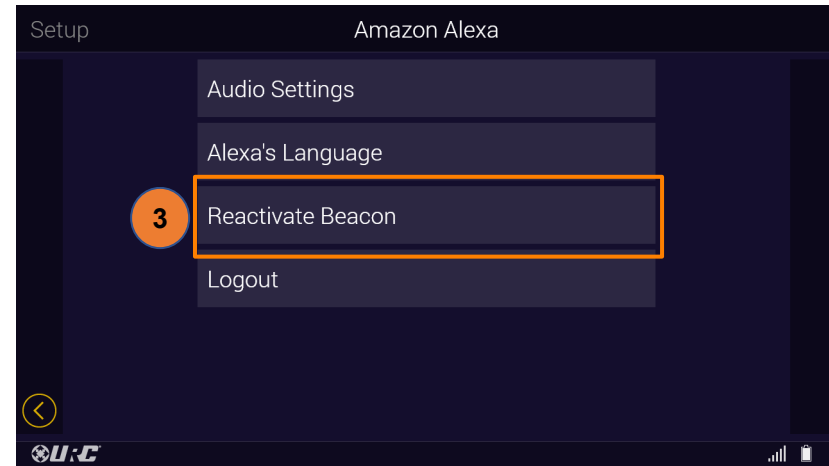 Setup
Amazon Alexa
Audio Settings
Alexa's Language
3
Reactivate Beacon
Logout
URC